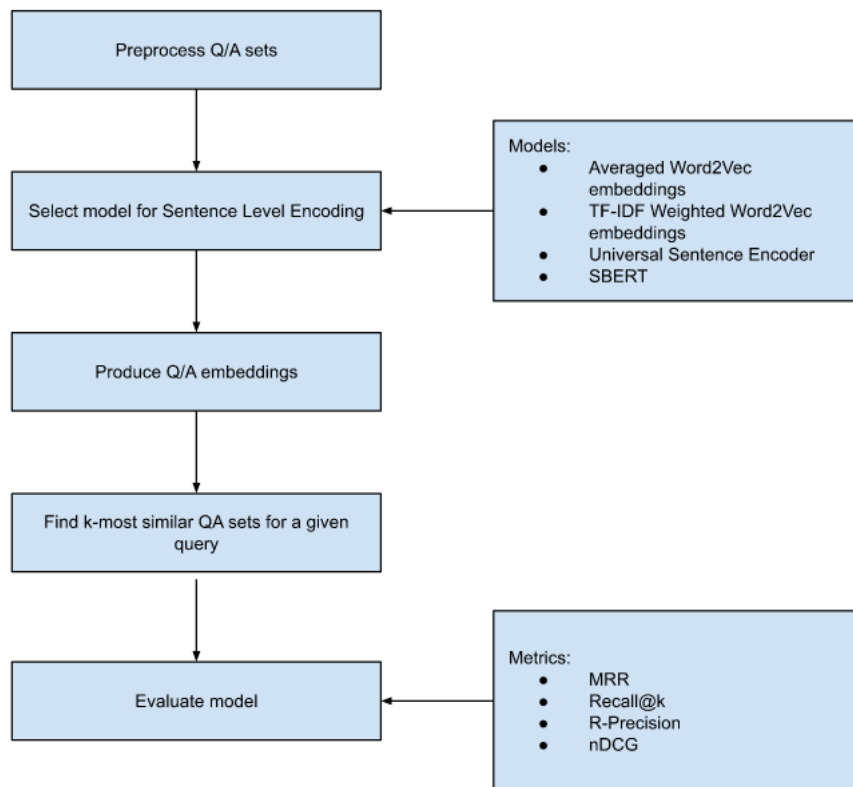 Preprocess Q/A sets
Models:
● Averaged Word2Vec
embeddings
● TF-IDF Weighted Word2Vec
embeddings
● Universal Sentence Encoder
● SBERT
Select model for Sentence Level Encoding
Produce Q/A embeddings
Find k-most similar QA sets for a given
query
Evaluate model
Metrics:
● MRR
● Recall@k
● R-Precision
● nDCG